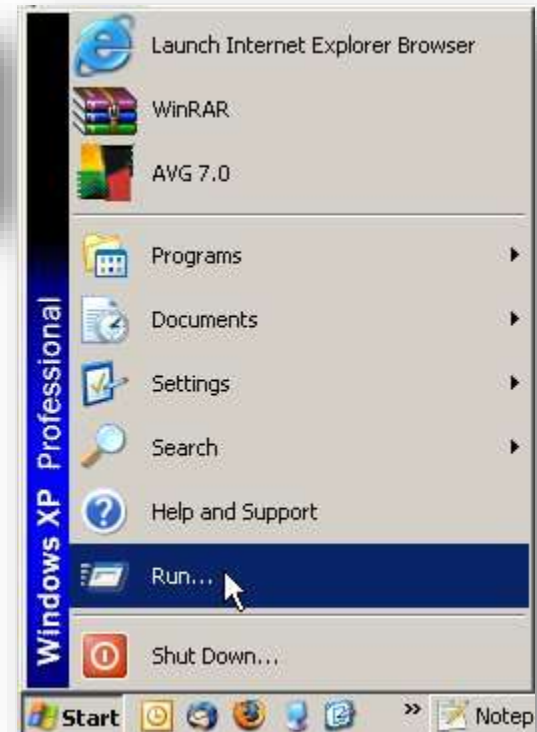 Launch Internet Explorer Browser
WinRAR
AVG 7.0
Programs
Documents
Settings
Search
Help and Support
Run...
Shut Down...
Windows XP Professional
Start
» Notep